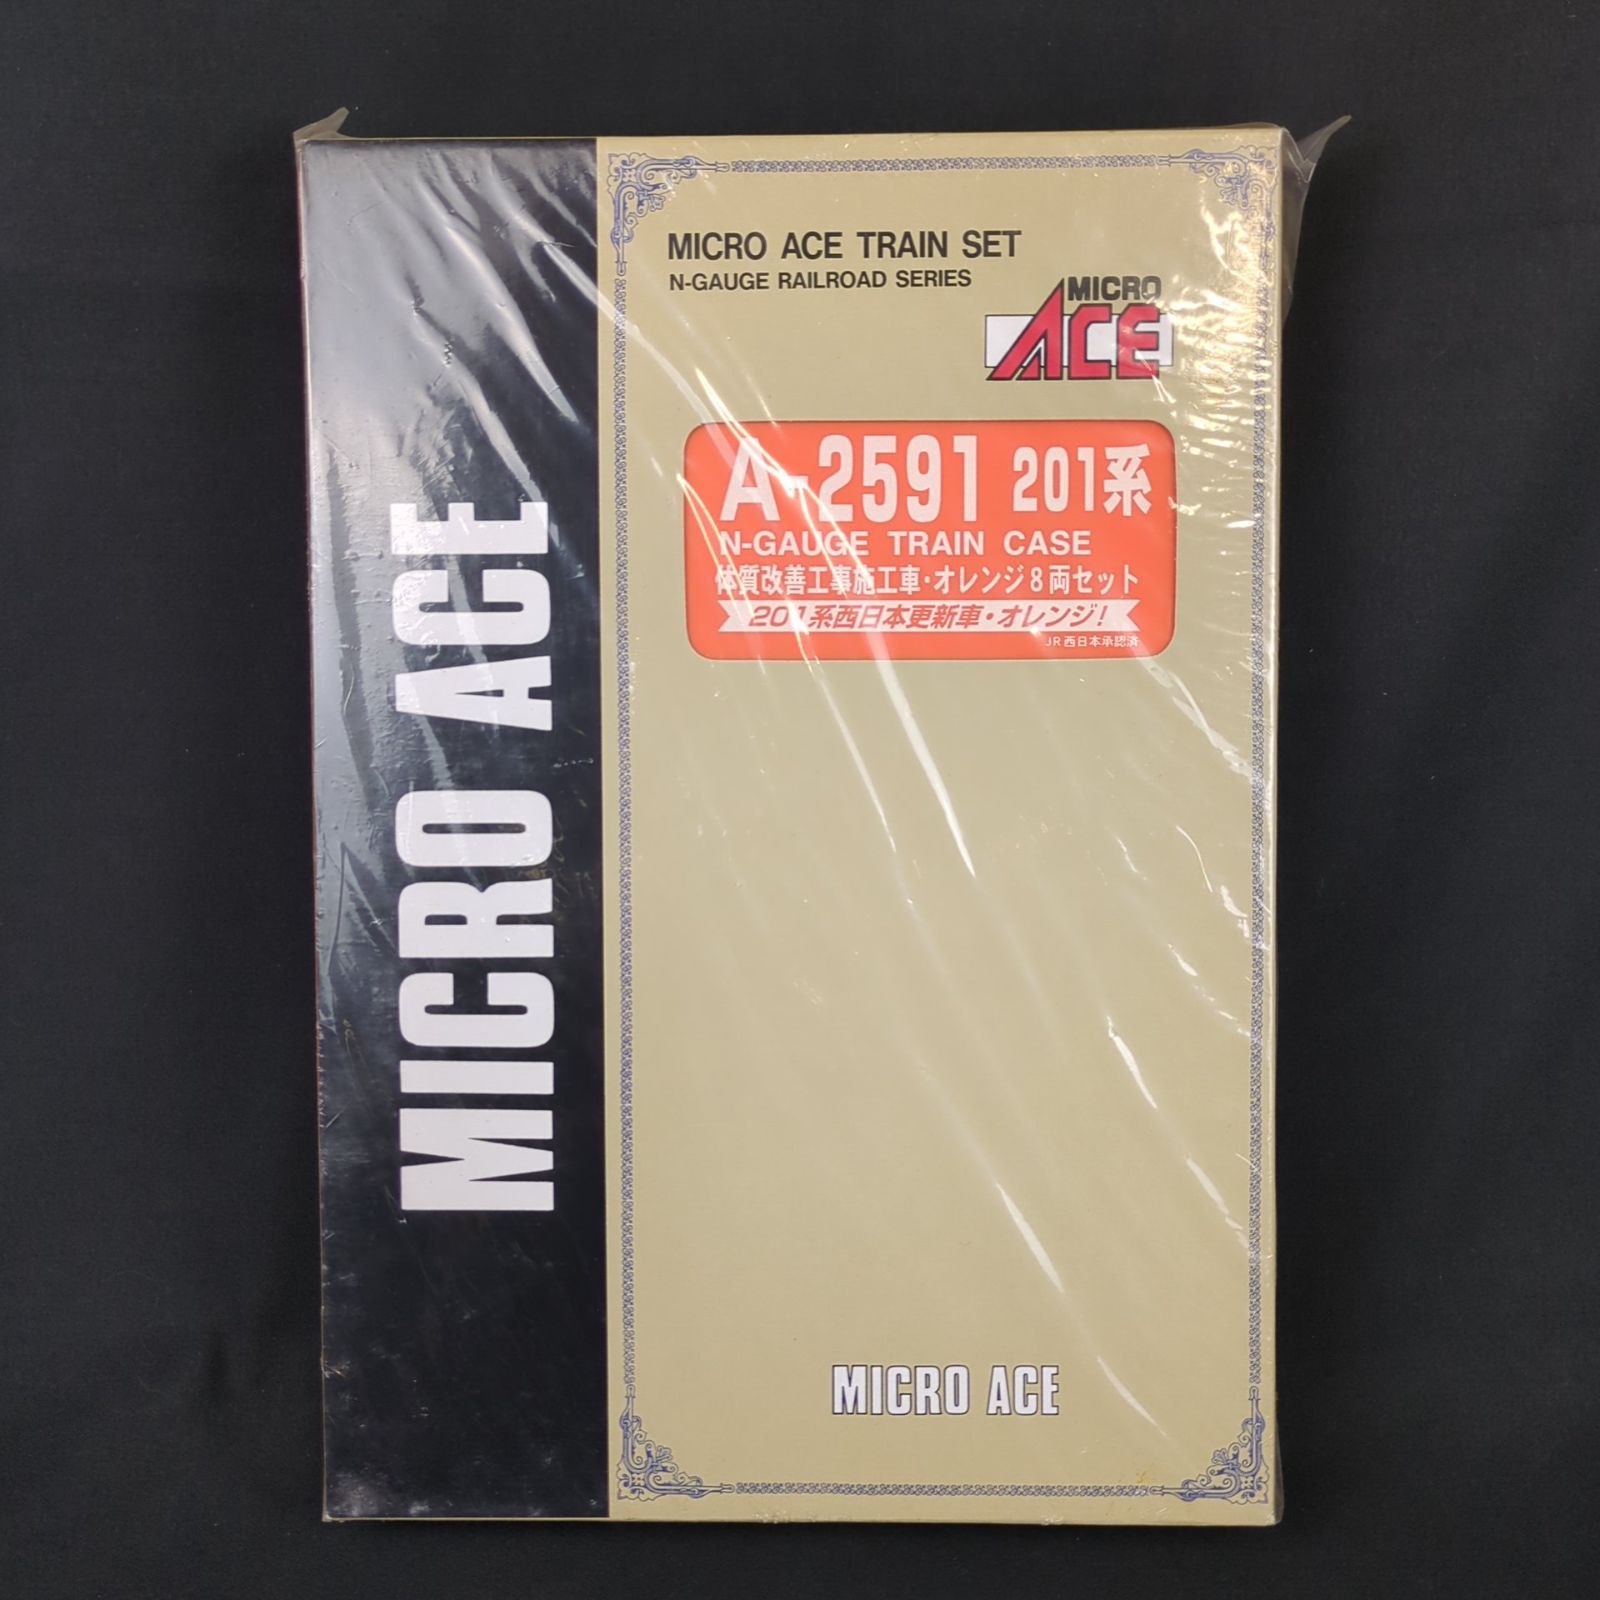 MICRO ACE
MICRO ACE TRAIN SET
N-GAUGE RAILROAD SERIES
MICRO
ACE
A-2591 201系
N-GAUGE TRAIN CASE
体質改善工事施工車・オレンジ8両セット
201系西日本更新車・オレンジ!
JR西日本承認済
MICRO ACE